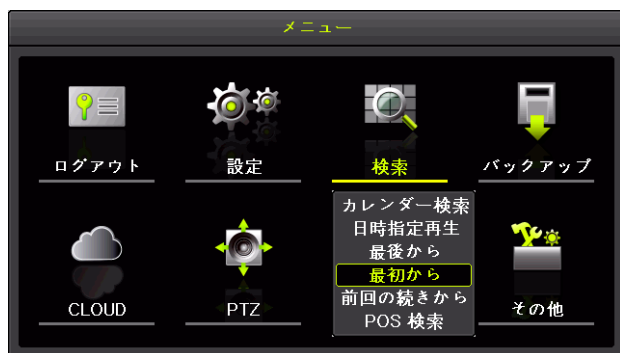 メニュー
ログアウト
設定
検索
バックアップ
カレンダー検索
日時指定再生
最後から
最初から
前回の続きから
POS 検索
CLOUD
PTZ
その他